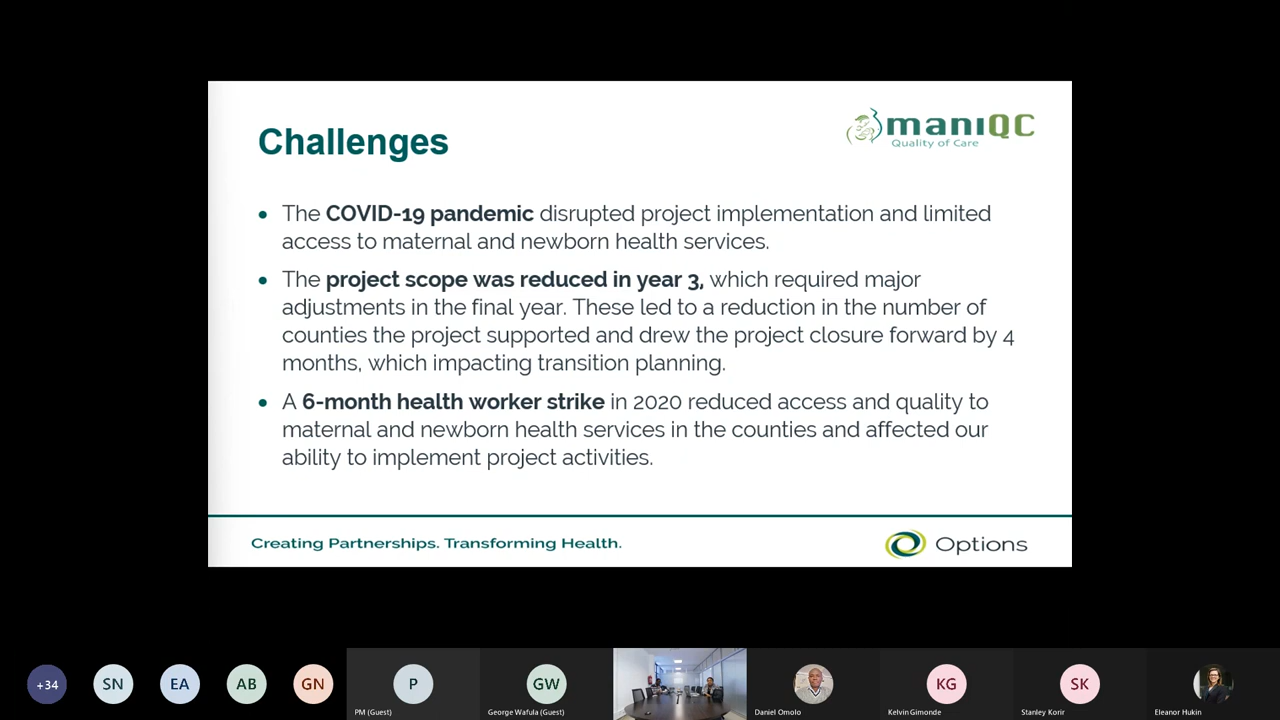 Challenges
maniQC
Quality of Care
• The COVID-19 pandemic disrupted project implementation and limited
access to maternal and newborn health services.
• The project scope was reduced in year 3, which required major
adjustments in the final year. These led to a reduction in the number of
counties the project supported and drew the project closure forward by 4
months, which impacting transition planning.
• A 6-month health worker strike in 2020 reduced access and quality to
maternal and newborn health services in the counties and affected our
ability to implement project activities.
Creating Partnerships. Transforming Health.
Options
+34
SN
EA
AB
GN
P
PM (Guest)
GW
George Wafula (Guest)
Daniel Omolo
KG
Kelvin Gimonde
SK
Stanley Korir
Eleanor Hukin